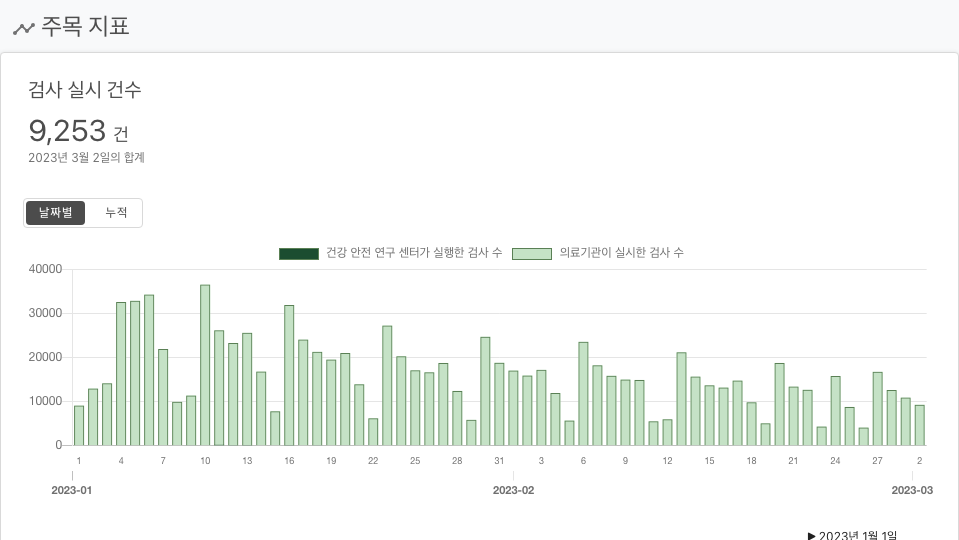 주목 지표
검사 실시 건수
9,253 건
2023년 3월 2일의 합계
날짜별 누적
건강 안전 연구 센터가 실행한 검사 수 의료기관이 실시한 검사 수
40000
30000
20000
10000
0
1 4 7 10 13 16 19 22 25 28 31 3 6 9 12 15 18 21 24 27 2
2023-01 2023-02 2023-03
▶ 2023년 1월 1일